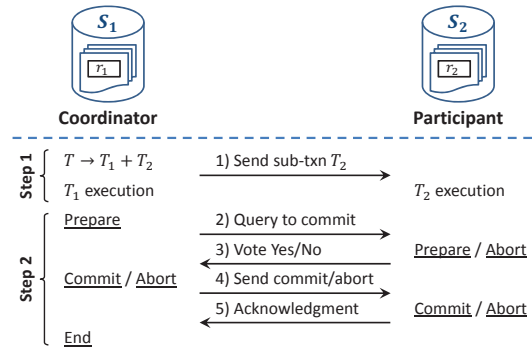 S₁ S₂
r₁ r₂
Coordinator Participant
Step 1
T → T₁ + T₂ 1) Send sub-txn T₂
T₁ execution T₂ execution
Step 2
Prepare 2) Query to commit
3) Vote Yes/No Prepare / Abort
Commit / Abort 4) Send commit/abort
5) Acknowledgment Commit / Abort
End